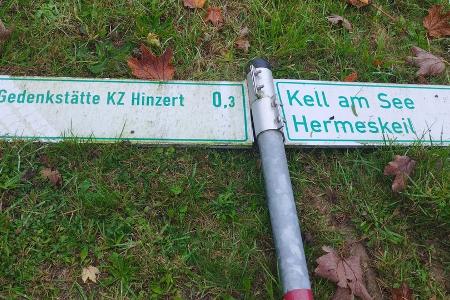 Gedenkstätte KZ Hinzert 0,3
Kell am See
Hermeskeil